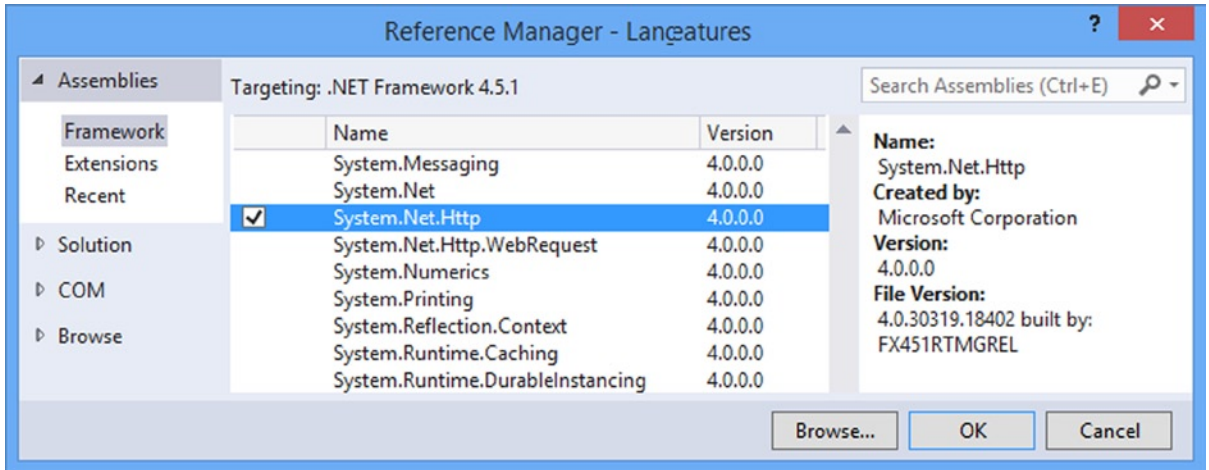 Reference Manager - Langeatures
?
Assemblies
Framework
Extensions
Recent
Solution
COM
Browse
Targeting: .NET Framework 4.5.1
Name Version
System.Messaging 4.0.0.0
System.Net 4.0.0.0
System.Net.Http 4.0.0.0
System.Net.Http.WebRequest 4.0.0.0
System.Numerics 4.0.0.0
System.Printing 4.0.0.0
System.Reflection.Context 4.0.0.0
System.Runtime.Caching 4.0.0.0
System.Runtime.DurableInstancing 4.0.0.0
Search Assemblies (Ctrl+E)
Name:
System.Net.Http
Created by:
Microsoft Corporation
Version:
4.0.0.0
File Version:
4.0.30319.18402 built by:
FX451RTMGREL
Browse... OK Cancel